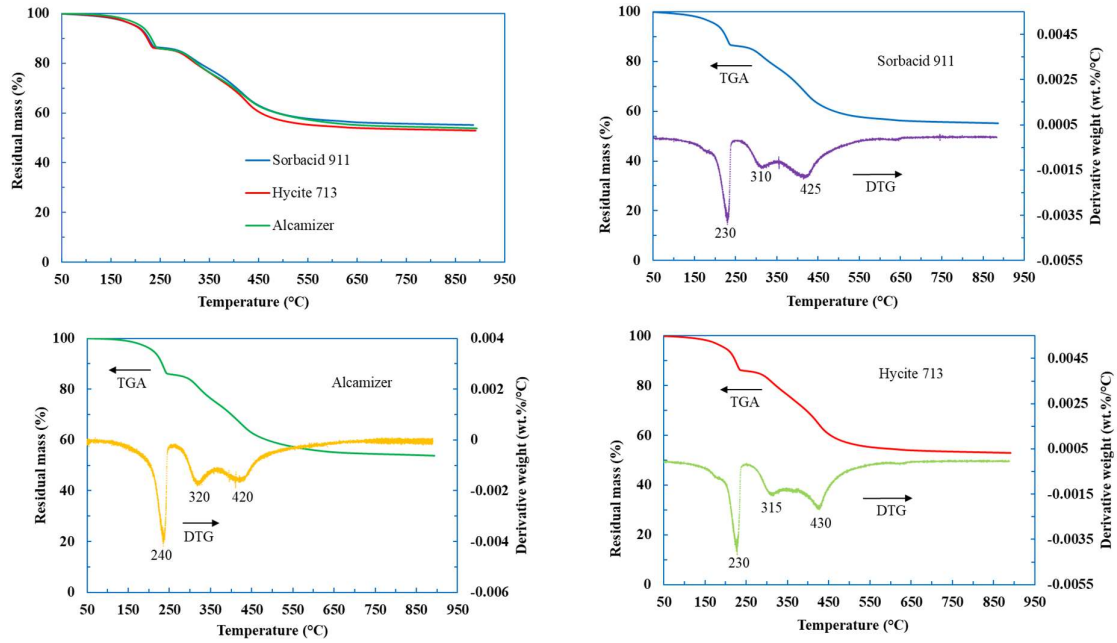 100
80
60
40
20
0
Residual mass (%)
Sorbacid 911
Hycite 713
Alcamizer
50 150 250 350 450 550 650 750 850 950
Temperature (°C)
100
80
60
40
20
0
Residual mass (%)
Sorbacid 911
TGA
DTG
310
425
230
0.0045
0.0025
0.0005
-0.0015
-0.0035
-0.0055
Derivative weight (wt.%/°C)
50 150 250 350 450 550 650 750 850 950
Temperature (°C)
100
80
60
40
20
0
Residual mass (%)
Alcamizer
TGA
320
420
DTG
240
0.004
0.002
0
-0.002
-0.004
-0.006
Derivative weight (wt.%/°C)
50 150 250 350 450 550 650 750 850 950
Temperature (°C)
100
80
60
40
20
0
Residual mass (%)
Hycite 713
TGA
DTG
315
430
230
0.0045
0.0025
0.0005
-0.0015
-0.0035
-0.0055
Derivative weight (wt.%/°C)
50 150 250 350 450 550 650 750 850 950
Temperature (°C)